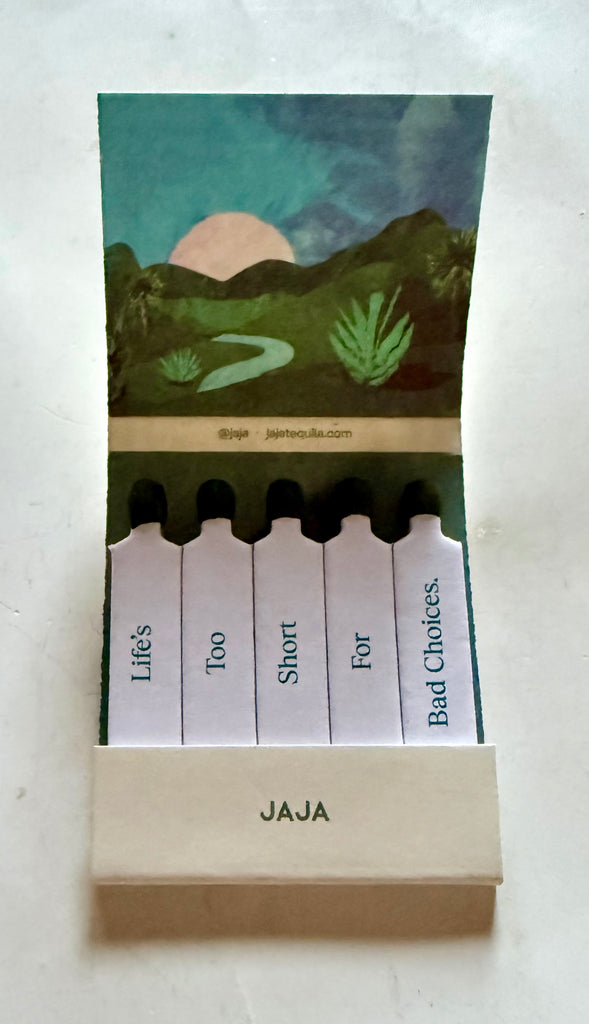 @jaja jajatequila.com
Life's
Too
Short
For
Bad Choices.
JAJA